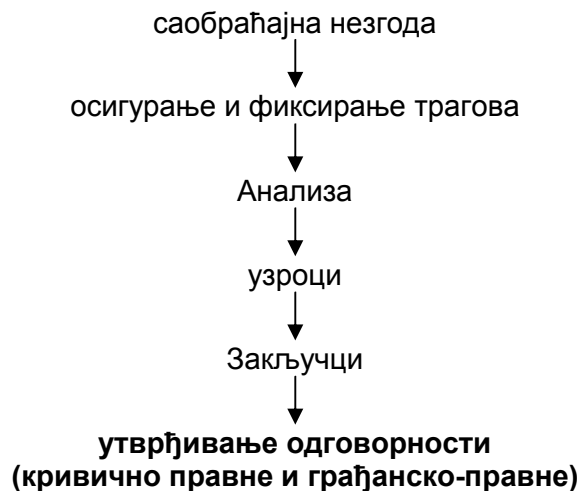 саобраћајна незгода
осигурање и фиксирање трагова
Анализа
узроци
Закључци
утврђивање одговорности
(кривично правне и грађанско-правне)